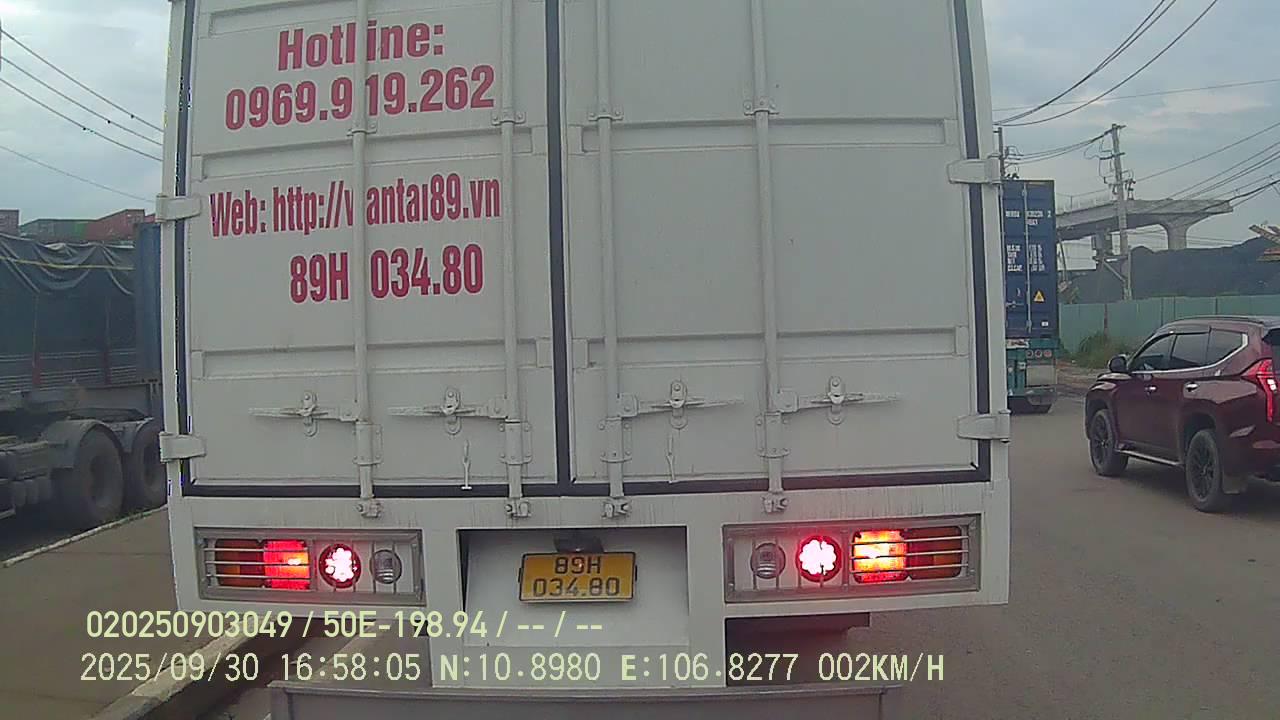 Hotline:
0969.919.262
Web: http://vantai89.vn
89H 034.80
89H
034.80
020250903049 / 50E-198.94 / -- / --
2025/09/30 16:58:05 N:10.8980 E:106.8277 002KM/H